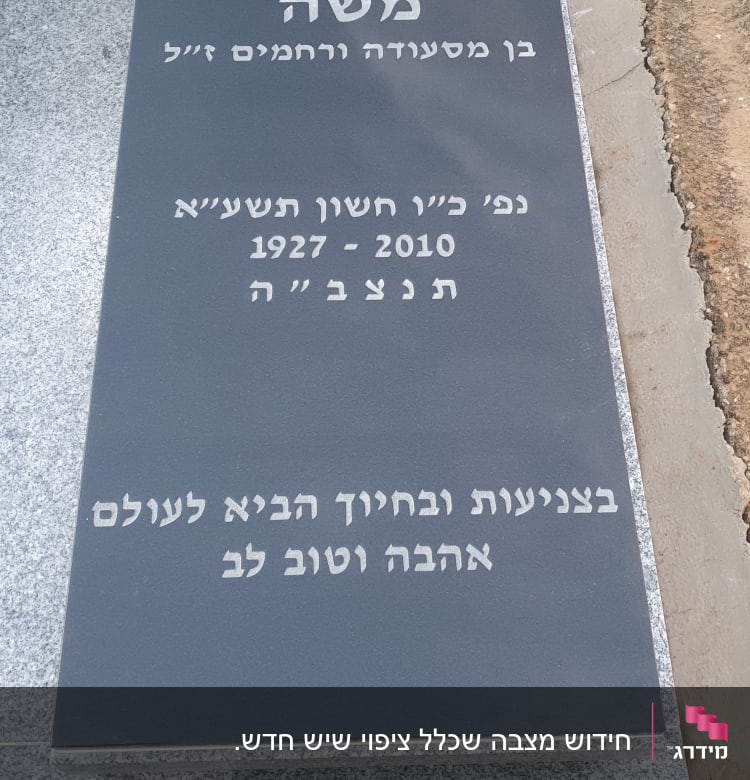 משה
בן מסעודה ורחמים ז״ל
נפ׳ כ״ו חשון תשע״א
1927 - 2010
ת נ צ ב ״ ה
בצניעות ובחיוך הביא לעולם
אהבה וטוב לב
חידוש מצבה שכלל ציפוי שיש חדש.
מידרג